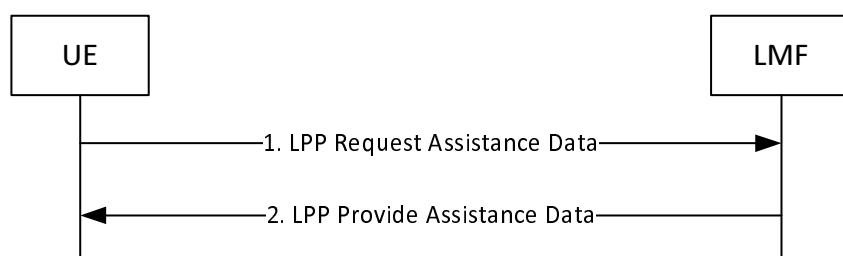 UE
LMF
1. LPP Request Assistance Data
2. LPP Provide Assistance Data